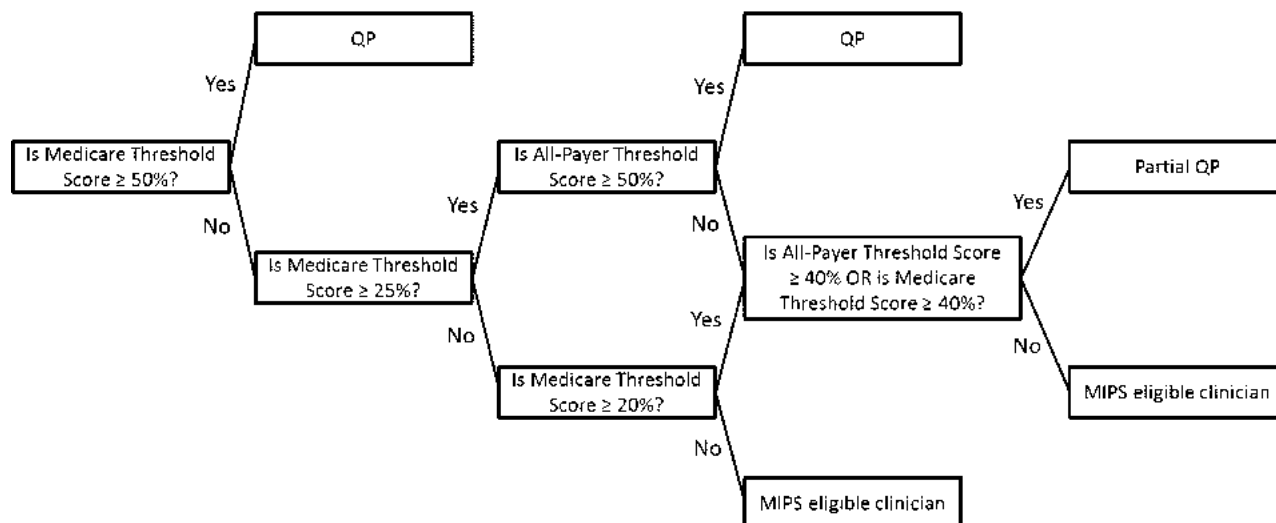 QP
QP
Yes
Yes
Is Medicare Threshold
Score ≥ 50%?
Is All-Payer Threshold
Score ≥ 50%?
Partial QP
Yes
Yes
No
No
Is Medicare Threshold
Score ≥ 25%?
Is All-Payer Threshold Score
≥ 40% OR is Medicare
Threshold Score ≥ 40%?
Yes
No
No
Is Medicare Threshold
Score ≥ 20%?
MIPS eligible clinician
No
MIPS eligible clinician